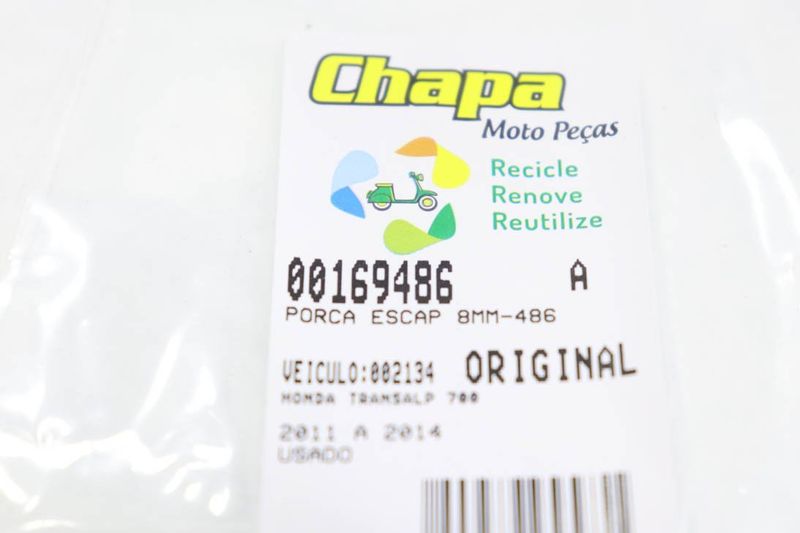 Chapa
Moto Peças
Recicle
Renove
Reutilize
00169486 A
PORCA ESCAP 8MM-486
VEICULO:002134 ORIGINAL
HONDA TRANSALP 700
2011 A 2014
USADO